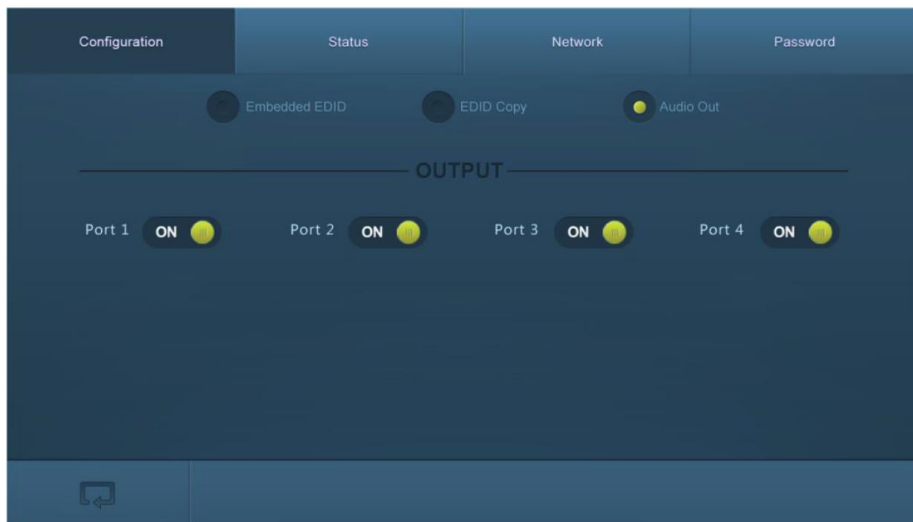 Configuration Status Network Password
Embedded EDID EDID Copy Audio Out
OUTPUT
Port 1 ON Port 2 ON Port 3 ON Port 4 ON